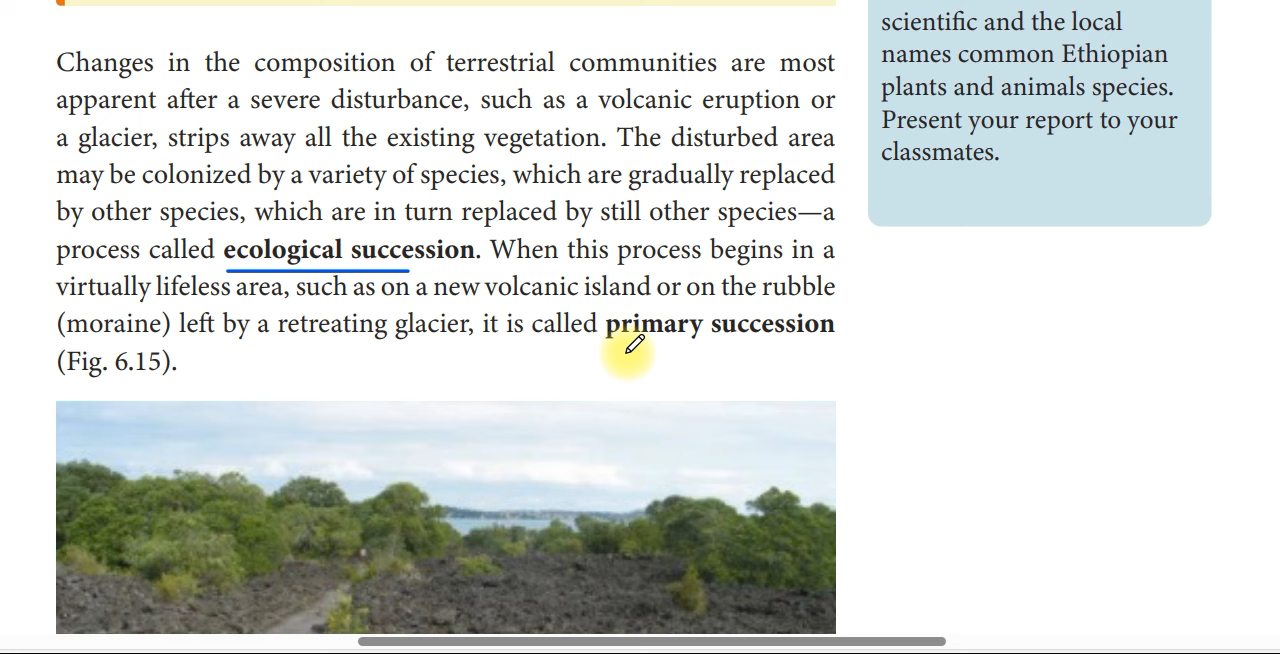 Changes in the composition of terrestrial communities are most
apparent after a severe disturbance, such as a volcanic eruption or
a glacier, strips away all the existing vegetation. The disturbed area
may be colonized by a variety of species, which are gradually replaced
by other species, which are in turn replaced by still other species—a
process called ecological succession. When this process begins in a
virtually lifeless area, such as on a new volcanic island or on the rubble
(moraine) left by a retreating glacier, it is called primary succession
(Fig. 6.15).
scientific and the local
names common Ethiopian
plants and animals species.
Present your report to your
classmates.